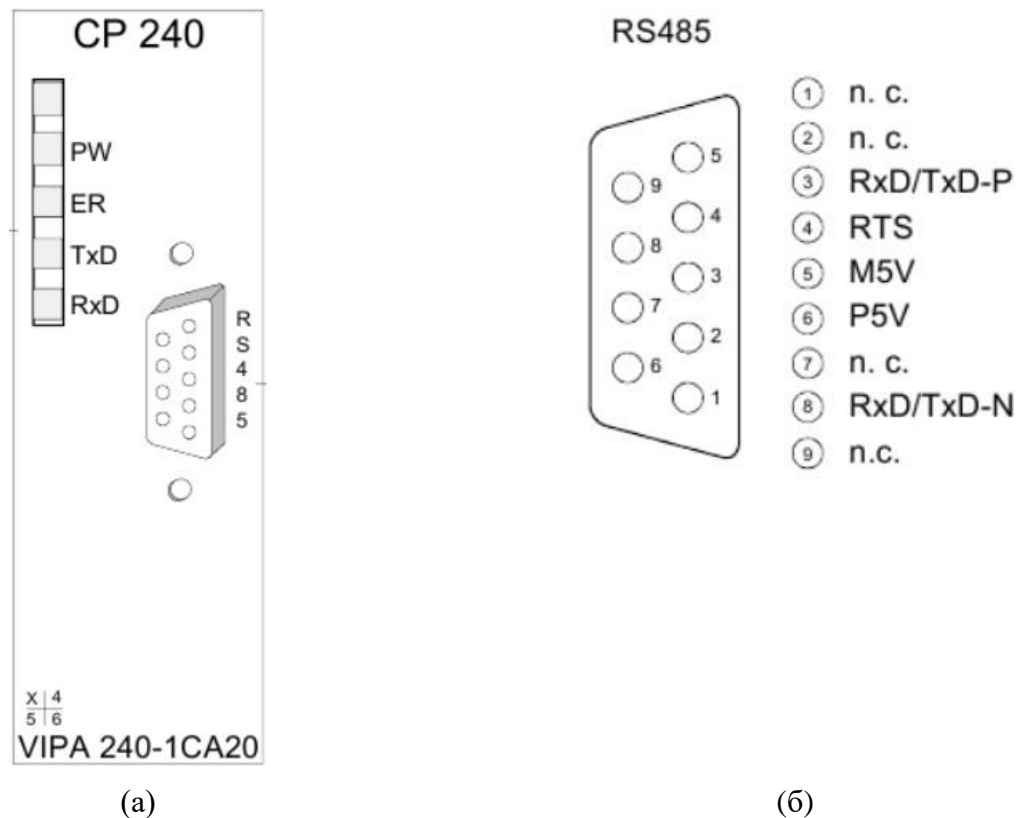 CP 240
PW
ER
TxD
RxD
R
S
4
8
5
X 4
5 6
VIPA 240-1CA20
(а)
RS485
5
9
4
8
3
7
2
6
1
1 n. c.
2 n. c.
3 RxD/TxD-P
4 RTS
5 M5V
6 P5V
7 n. c.
8 RxD/TxD-N
9 n.c.
(б)